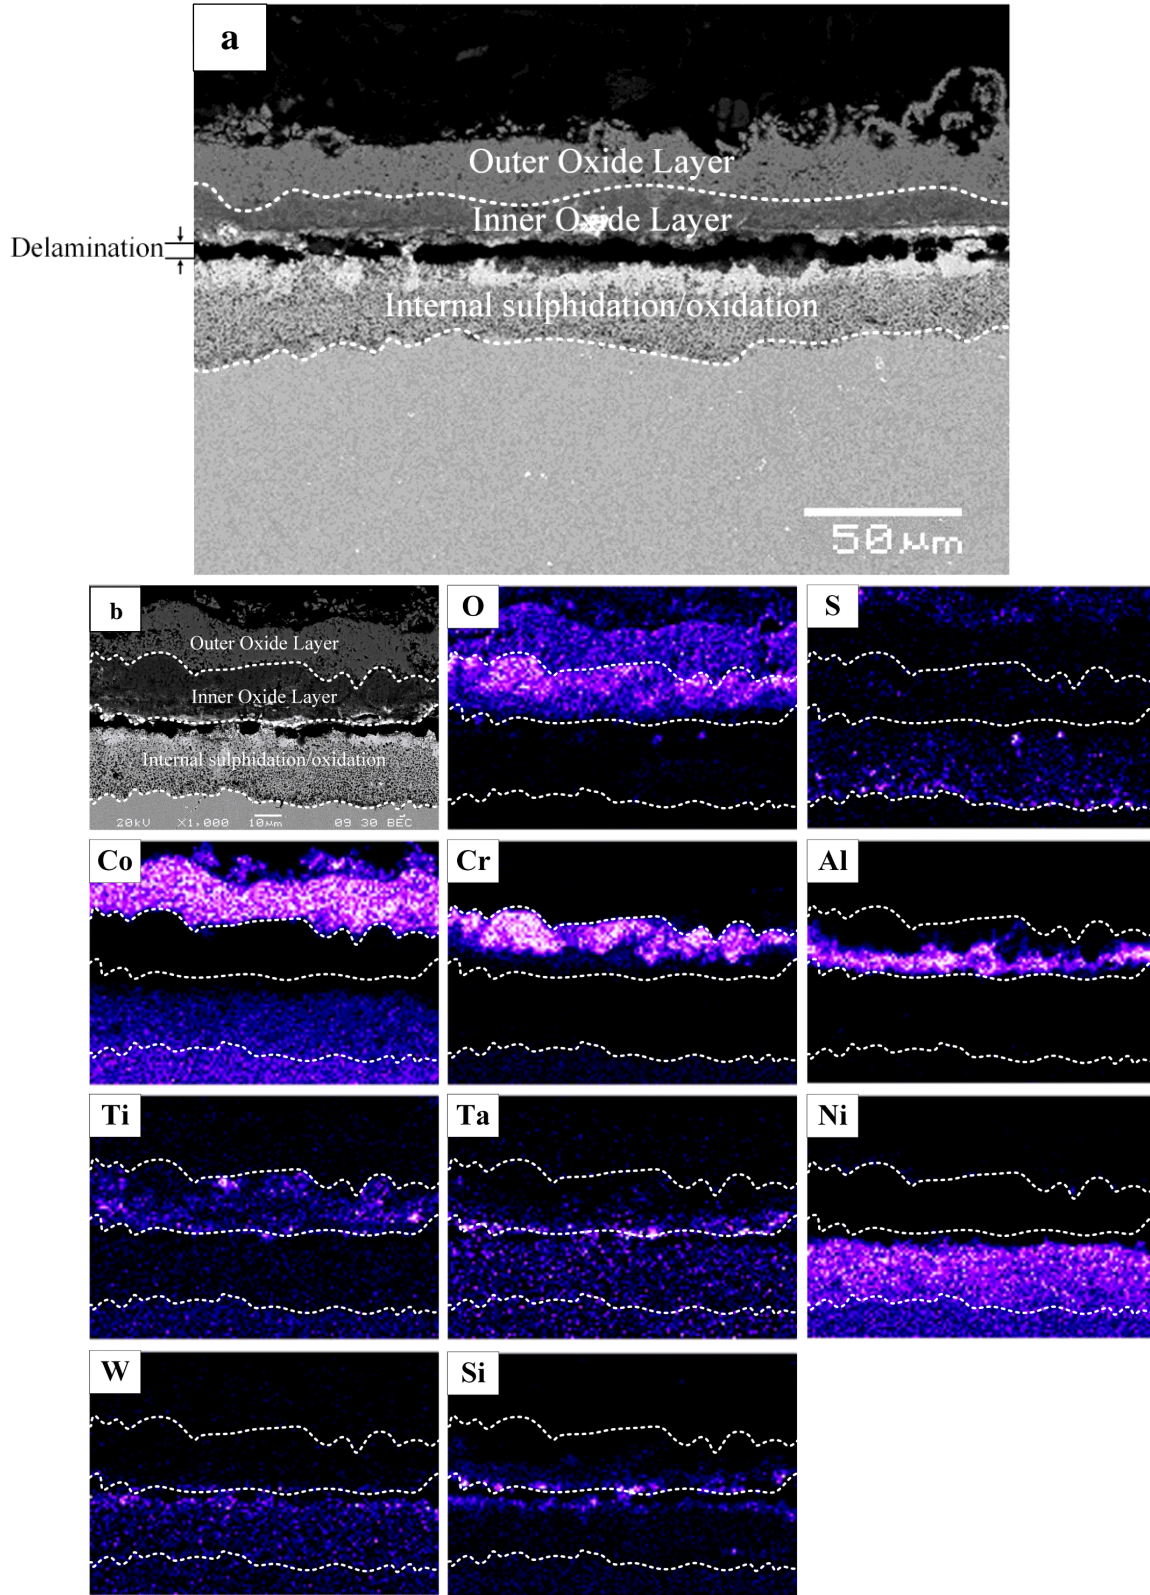 a
Outer Oxide Layer
Inner Oxide Layer
Delamination
Internal sulphidation/oxidation
50μm
b
Outer Oxide Layer
Inner Oxide Layer
Internal sulphidation/oxidation
20kV X1,000 10μm 09 30 BEC
O
S
Co
Cr
Al
Ti
Ta
Ni
W
Si